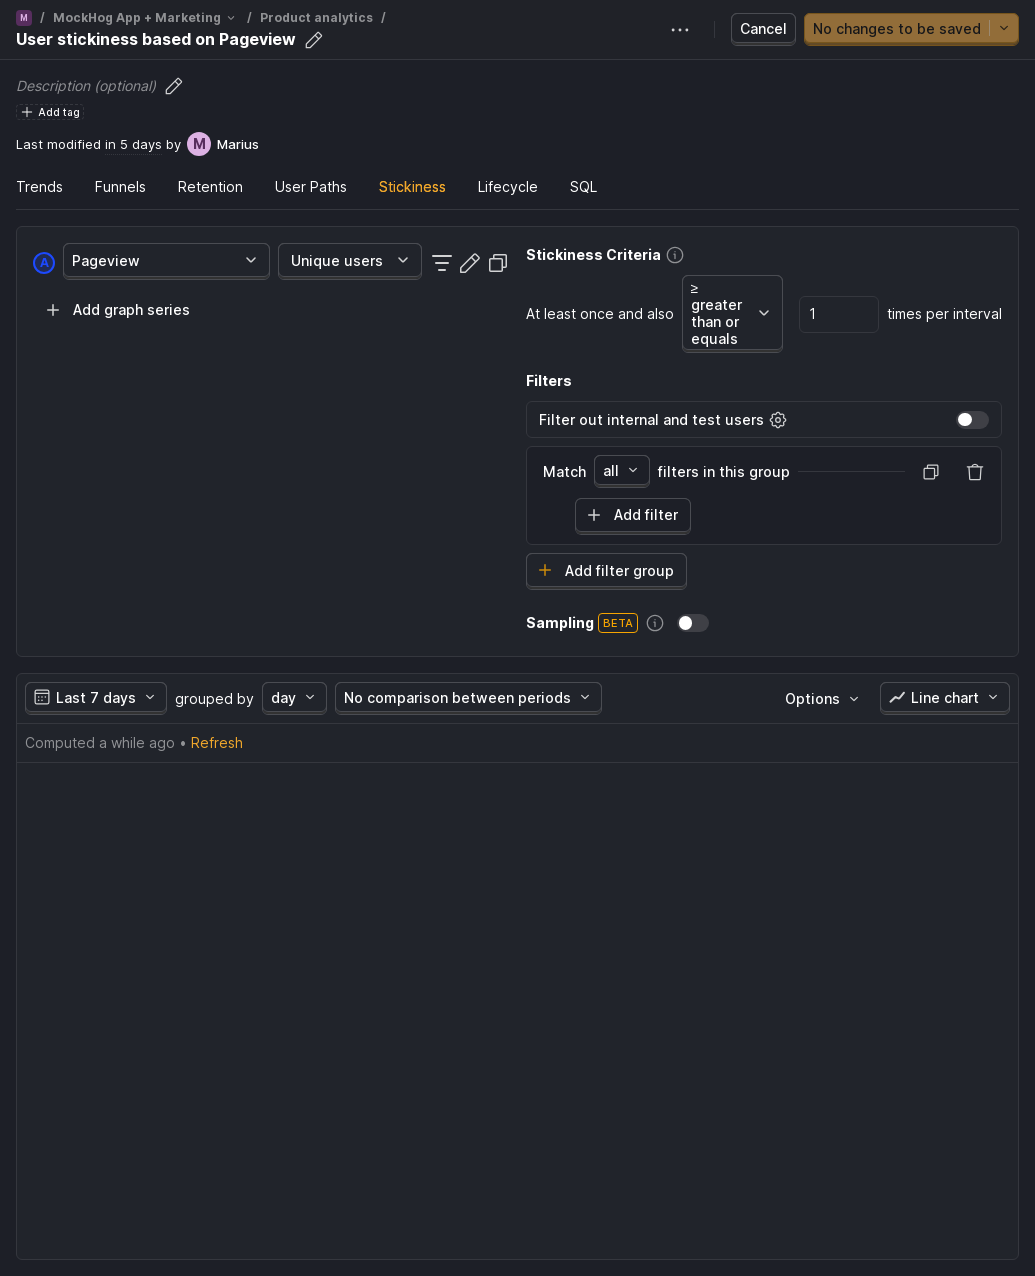 M / MockHog App + Marketing / Product analytics /
User stickiness based on Pageview
Cancel
No changes to be saved
Description (optional)
Add tag
Last modified in 5 days by M Marius
Trends Funnels Retention User Paths Stickiness Lifecycle SQL
A Pageview Unique users
Add graph series
Stickiness Criteria
At least once and also
≥
greater
than or
equals
1 times per interval
Filters
Filter out internal and test users
Match all filters in this group
Add filter
Add filter group
Sampling BETA
Last 7 days grouped by day No comparison between periods Options Line chart
Computed a while ago • Refresh